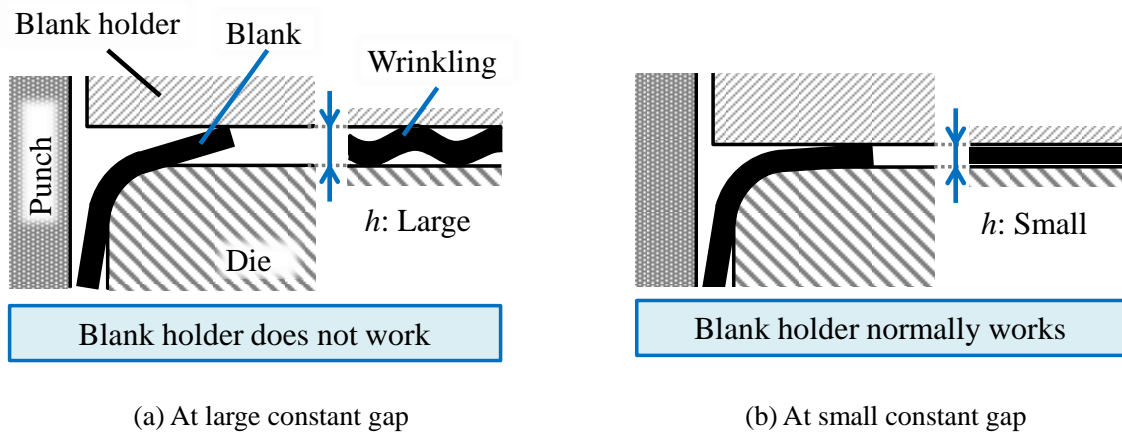 Blank holder
Blank
Wrinkling
Punch
h: Large
Die
Blank holder does not work
(a) At large constant gap
h: Small
Blank holder normally works
(b) At small constant gap